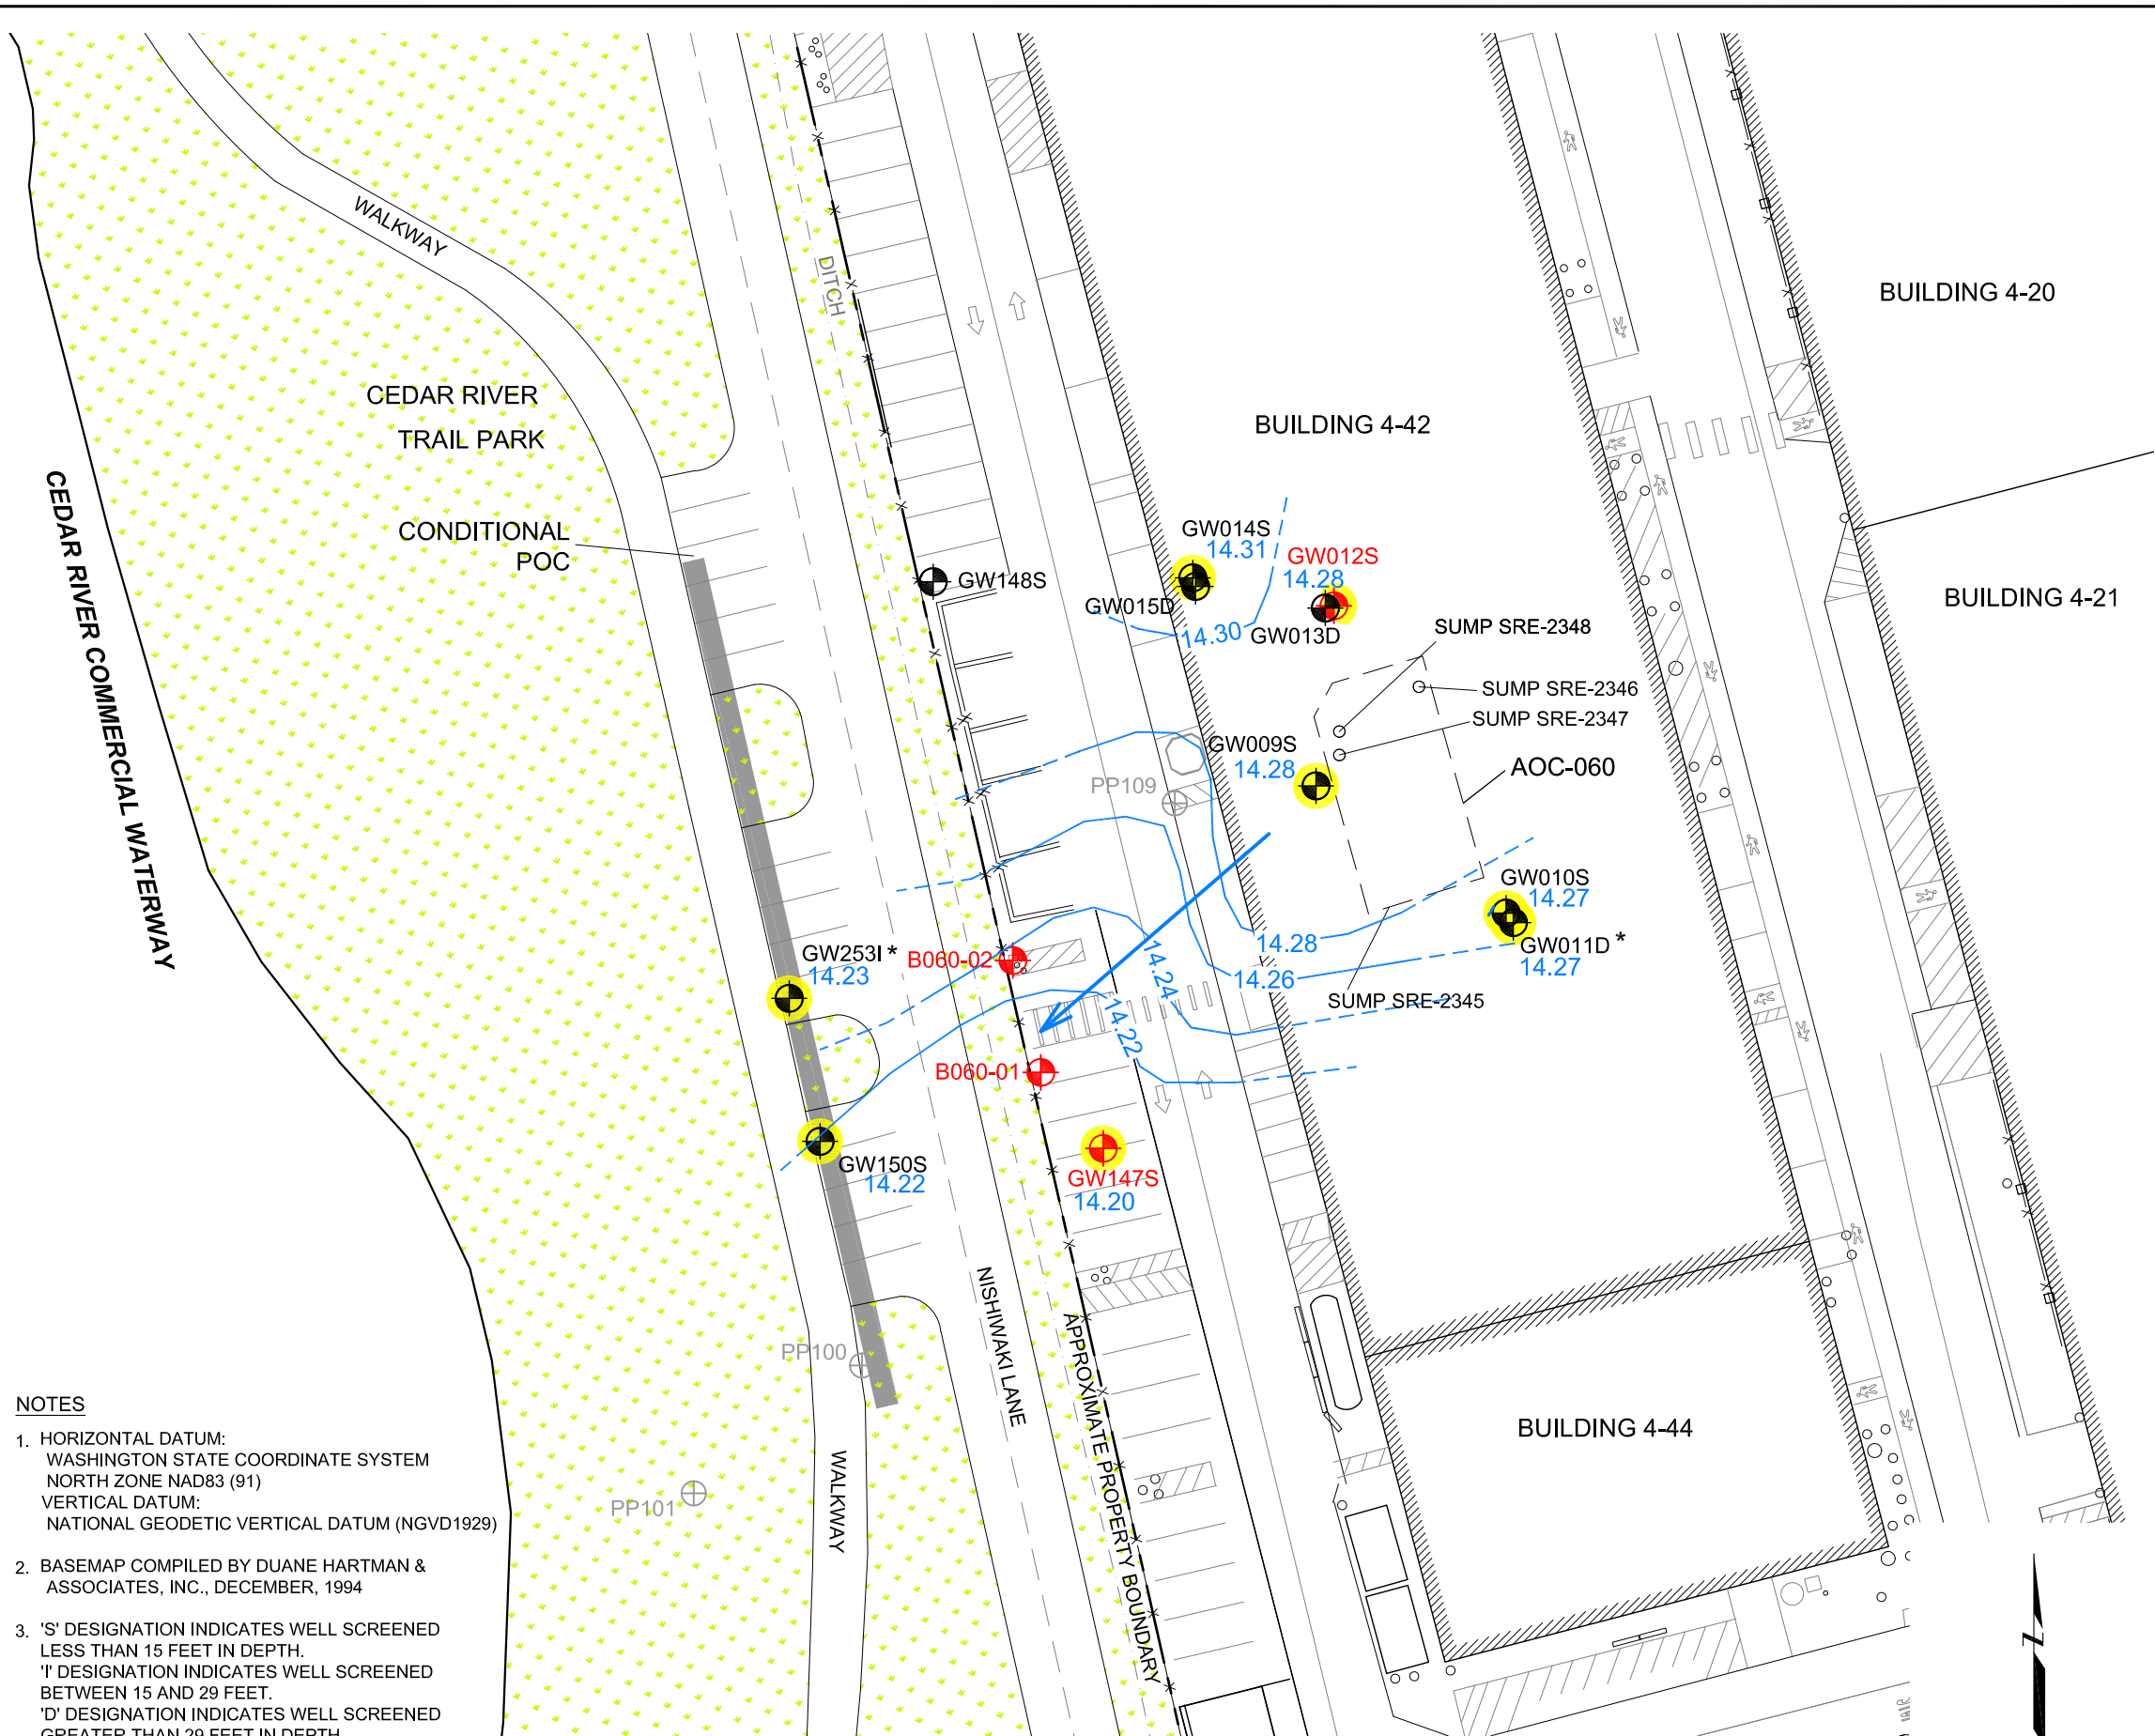 WALKWAY
DITCH
CEDAR RIVER
TRAIL PARK
CONDITIONAL
POC
CEDAR RIVER COMMERCIAL WATERWAY
BUILDING 4-20
BUILDING 4-42
BUILDING 4-21
GW148S
GW014S
14.31
GW012S
14.28
GW015D
14.30
GW013D
SUMP SRE-2348
SUMP SRE-2346
SUMP SRE-2347
GW009S
14.28
AOC-060
PP109
GW010S
14.27
GW011D *
14.27
14.28
14.26
14.24
14.22
SUMP SRE-2345
GW253I *
14.23
B060-02
B060-01
GW150S
14.22
GW147S
14.20
NISHIWAKI LANE
APPROXIMATE PROPERTY BOUNDARY
PP100
PP101
WALKWAY
BUILDING 4-44
NOTES
1. HORIZONTAL DATUM:
WASHINGTON STATE COORDINATE SYSTEM
NORTH ZONE NAD83 (91)
VERTICAL DATUM:
NATIONAL GEODETIC VERTICAL DATUM (NGVD1929)
2. BASEMAP COMPILED BY DUANE HARTMAN &
ASSOCIATES, INC., DECEMBER, 1994
3. 'S' DESIGNATION INDICATES WELL SCREENED
LESS THAN 15 FEET IN DEPTH.
'I' DESIGNATION INDICATES WELL SCREENED
BETWEEN 15 AND 29 FEET.
'D' DESIGNATION INDICATES WELL SCREENED
GREATER THAN 29 FEET IN DEPTH
N